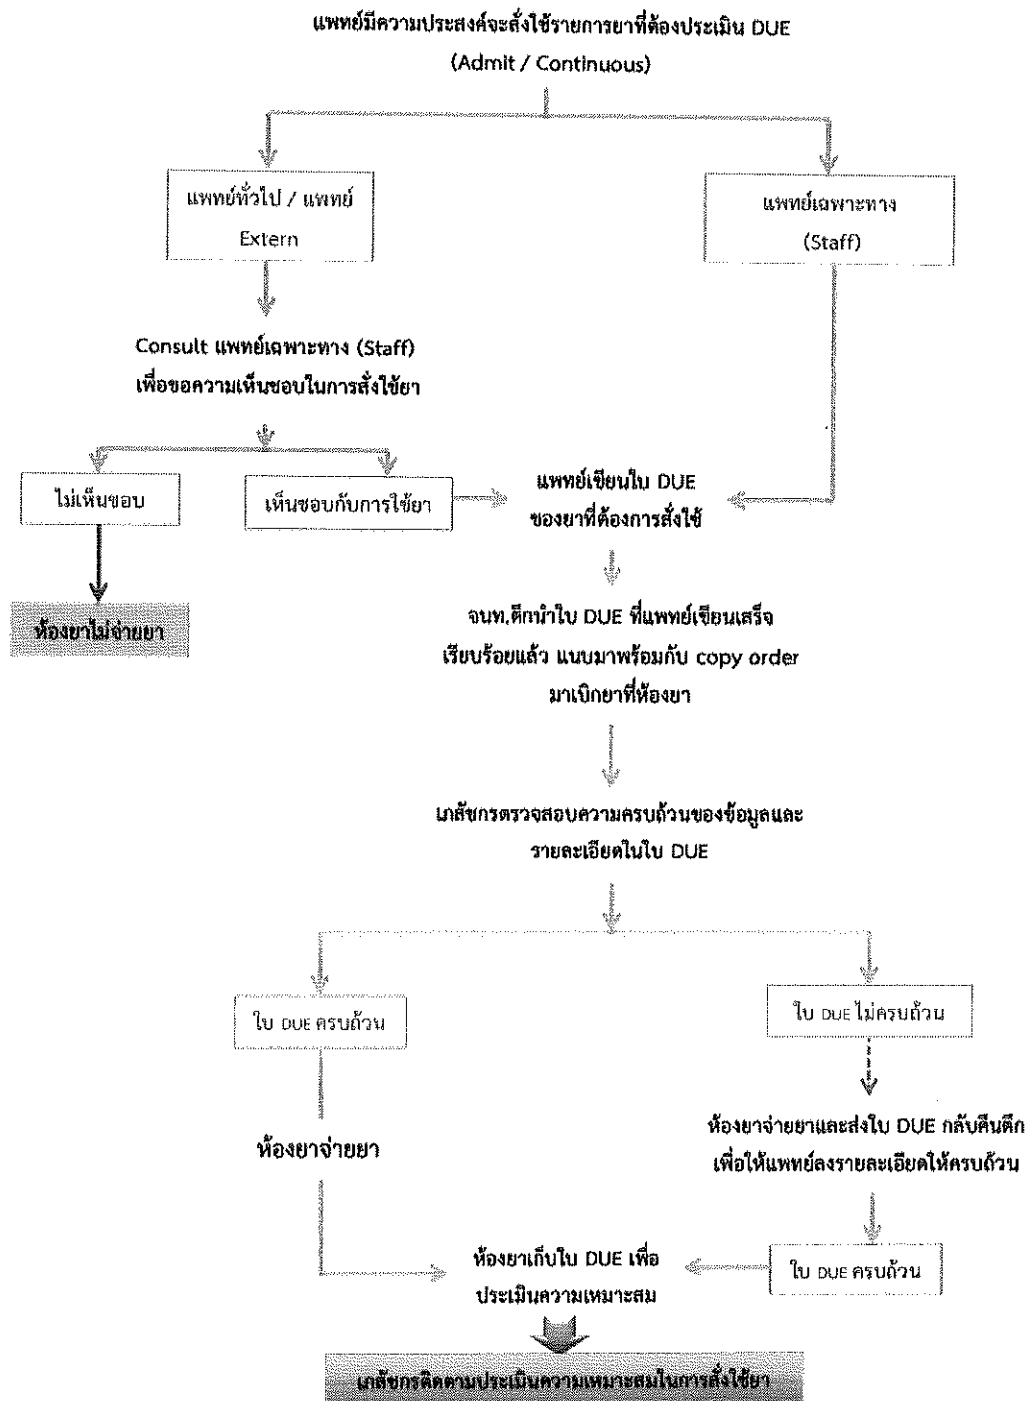 แพทย์มีความประสงค์จะสั่งใช้รายการยาที่ต้องประเมิน DUE
(Admit / Continuous)
แพทย์ทั่วไป / แพทย์
Extern
แพทย์เฉพาะทาง
(Staff)
Consult แพทย์เฉพาะทาง (Staff)
เพื่อขอความเห็นชอบในการสั่งใช้ยา
ไม่เห็นชอบ
เห็นชอบกับการใช้ยา
แพทย์เขียนใบ DUE
ของยาที่ต้องการสั่งใช้
ห้องยาไม่จ่ายยา
จนท.ตึกนำใบ DUE ที่แพทย์เขียนเสร็จ
เรียบร้อยแล้ว แนบมาพร้อมกับ copy order
มาเบิกยาที่ห้องยา
เภสัชกรตรวจสอบความครบถ้วนของข้อมูลและ
รายละเอียดในใบ DUE
ใบ DUE ครบถ้วน
ใบ DUE ไม่ครบถ้วน
ห้องยาจ่ายยา
ห้องยาจ่ายยาและส่งใบ DUE กลับคืนตึก
เพื่อให้แพทย์ลงรายละเอียดให้ครบถ้วน
ห้องยาเก็บใบ DUE เพื่อ
ประเมินความเหมาะสม
ใบ DUE ครบถ้วน
เภสัชกรติดตามประเมินความเหมาะสมในการสั่งใช้ยา